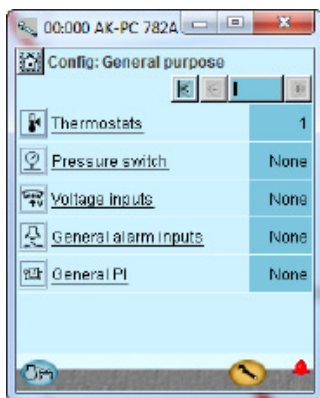 00:000 AK-PC 782A
Config: General purpose
Thermostats 1
Pressure switch None
Voltage inputs None
General alarm inputs None
General PI None